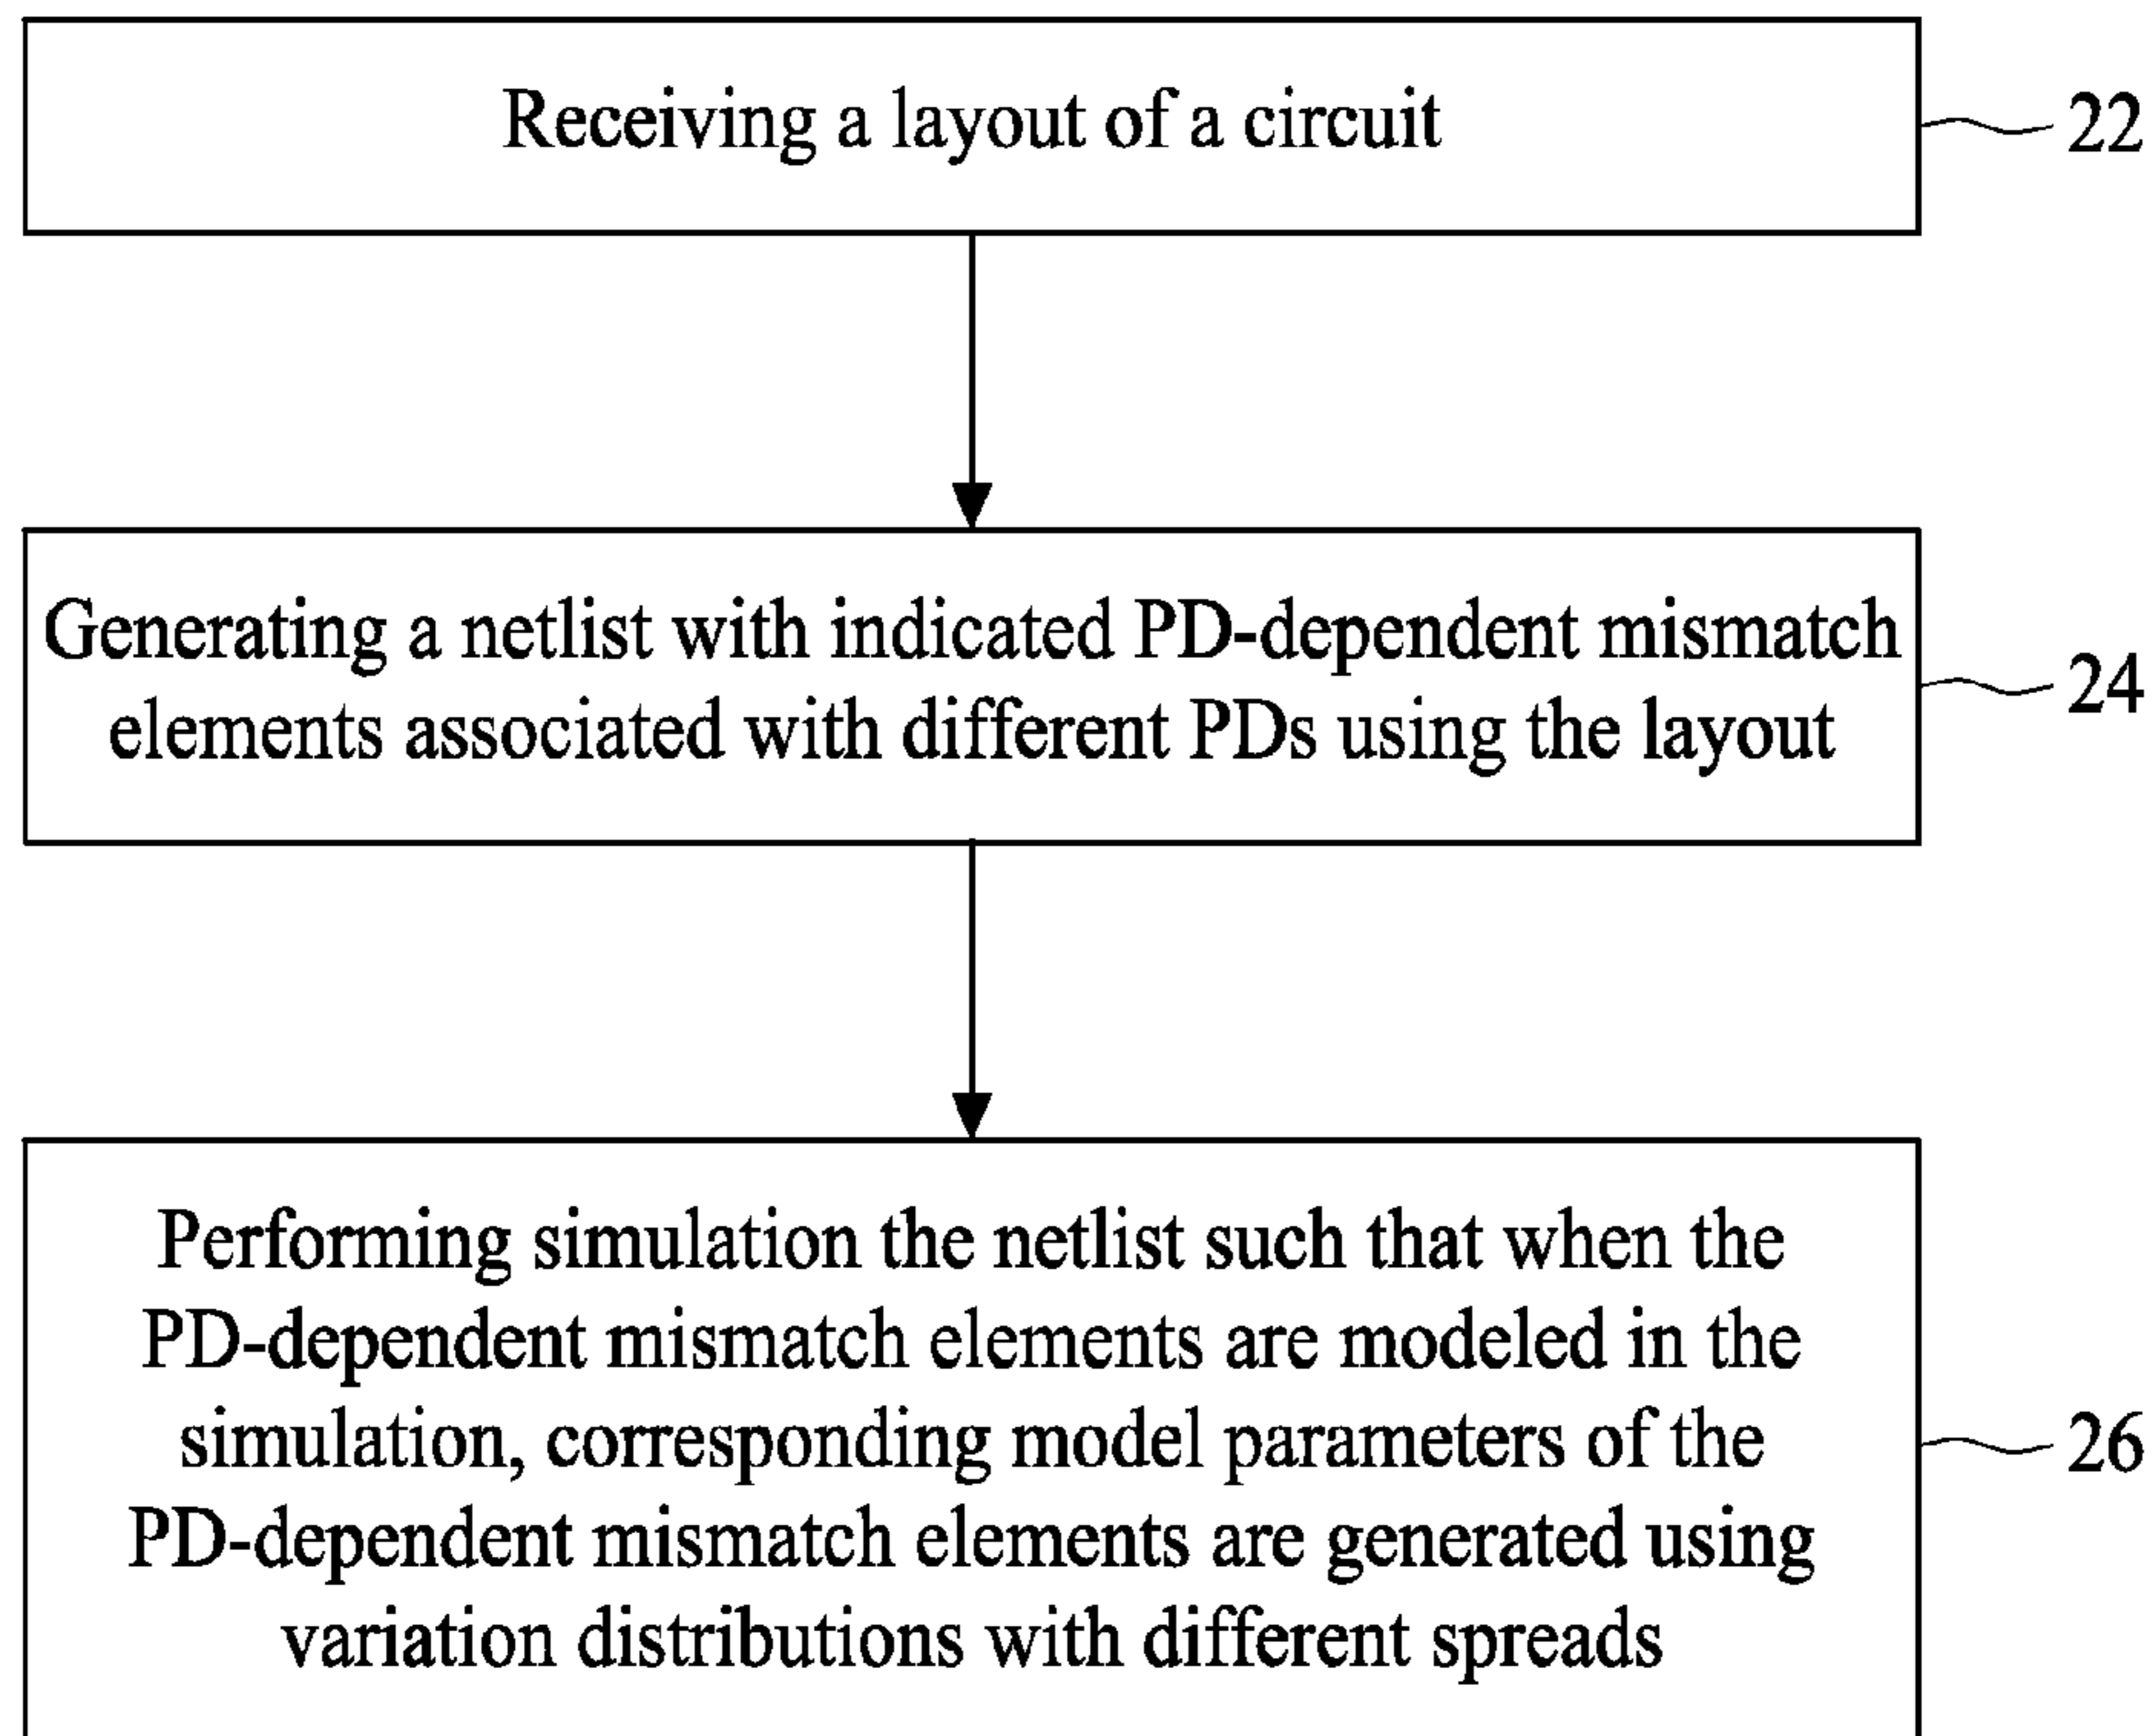 Receiving a layout of a circuit
22
Generating a netlist with indicated PD-dependent mismatch
elements associated with different PDs using the layout
24
Performing simulation the netlist such that when the
PD-dependent mismatch elements are modeled in the
simulation, corresponding model parameters of the
PD-dependent mismatch elements are generated using
variation distributions with different spreads
26